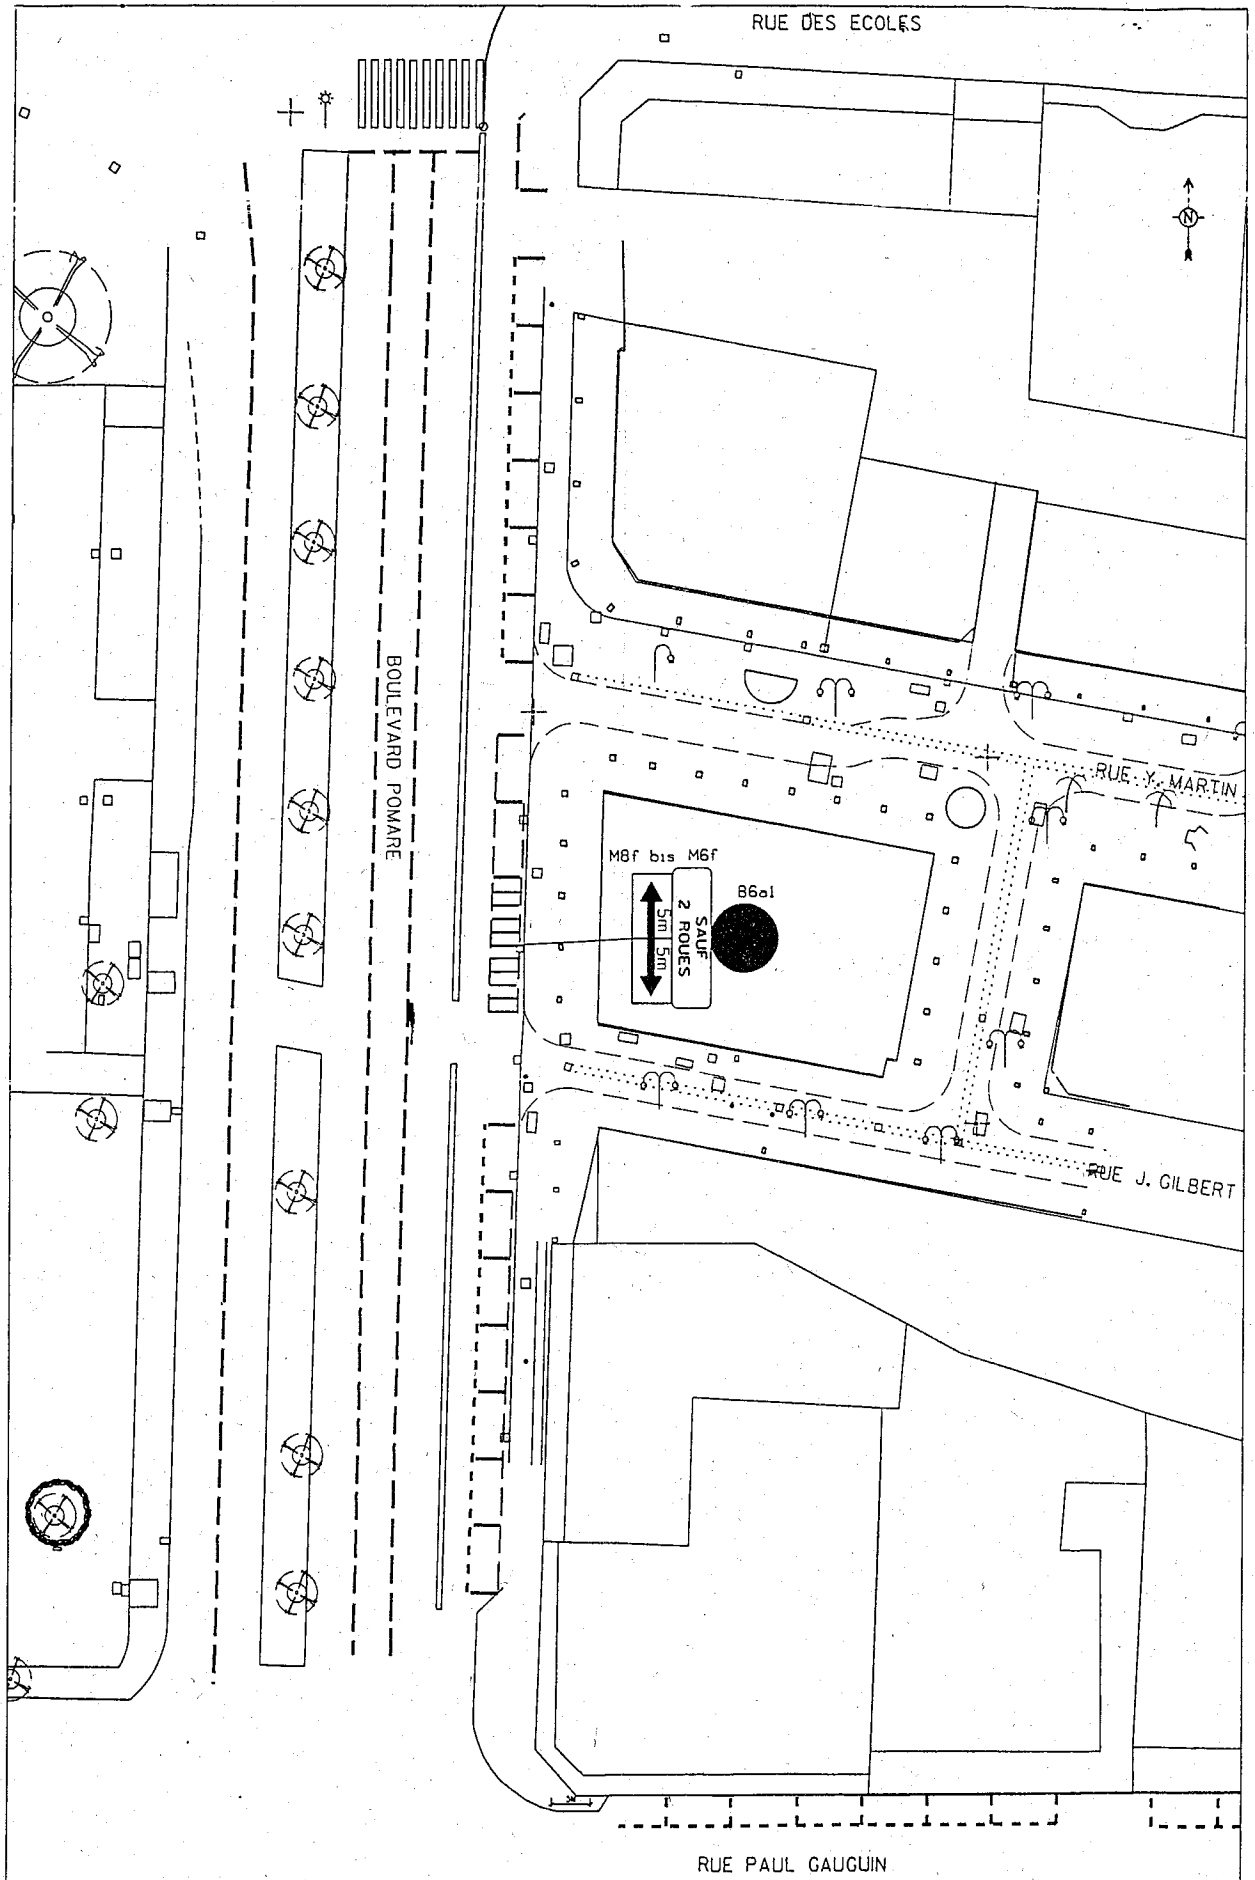 RUE DES ECOLES
N
BOULEVARD POMARE
RUE Y. MARTIN
M8f bis M6f
B6a1
SAUF
2 ROUES
5m 5m
RUE J. GILBERT
RUE PAUL GAUGUIN